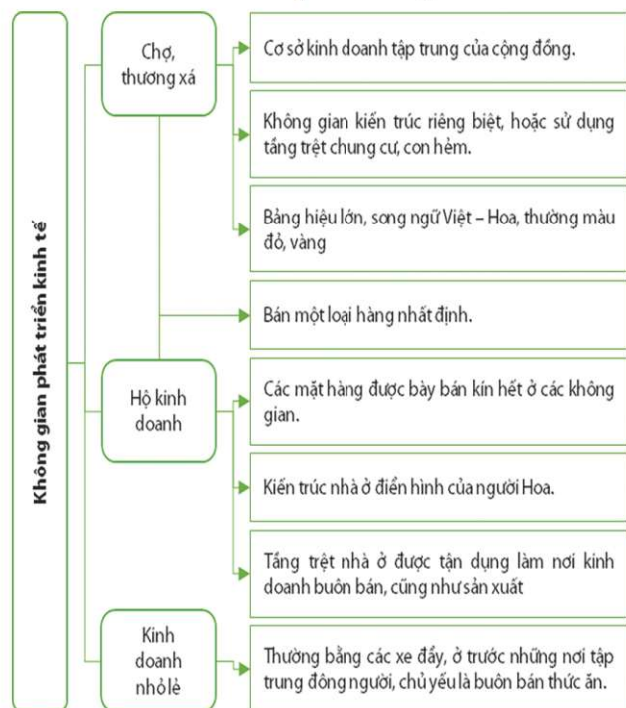 Không gian phát triển kinh tế
Chợ,
thương xá
Cơ sở kinh doanh tập trung của cộng đồng.
Không gian kiến trúc riêng biệt, hoặc sử dụng
tầng trệt chung cư, con hẻm.
Bảng hiệu lớn, song ngữ Việt – Hoa, thường màu
đỏ, vàng
Bán một loại hàng nhất định.
Hộ kinh
doanh
Các mặt hàng được bày bán kín hết ở các không
gian.
Kiến trúc nhà ở điển hình của người Hoa.
Tầng trệt nhà ở được tận dụng làm nơi kinh
doanh buôn bán, cũng như sản xuất
Kinh
doanh
nhỏ lẻ
Thường bằng các xe đẩy, ở trước những nơi tập
trung đông người, chủ yếu là buôn bán thức ăn.